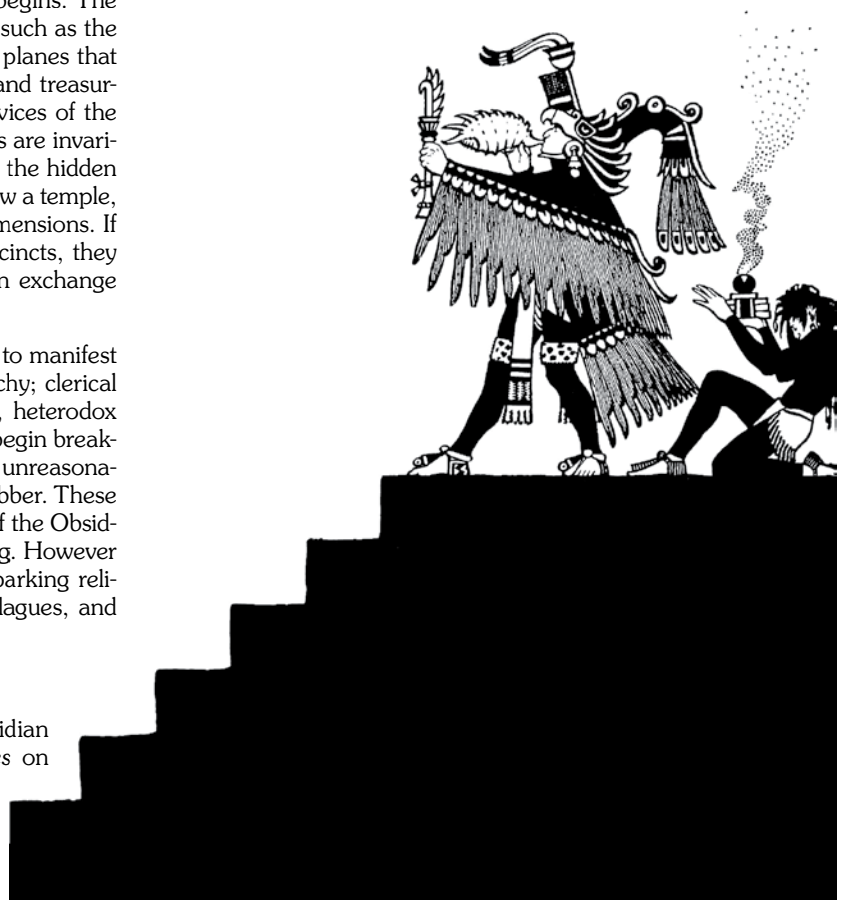 begins. The
such as the
planes that
and treasur-
vices of the
s are invari-
the hidden
w a temple,
mensions. If
cincts, they
n exchange
to manifest
chy; clerical
, heterodox
begin break-
unreasona-
bber. These
f the Obsid-
g. However
parking reli-
lagues, and
idian
s on